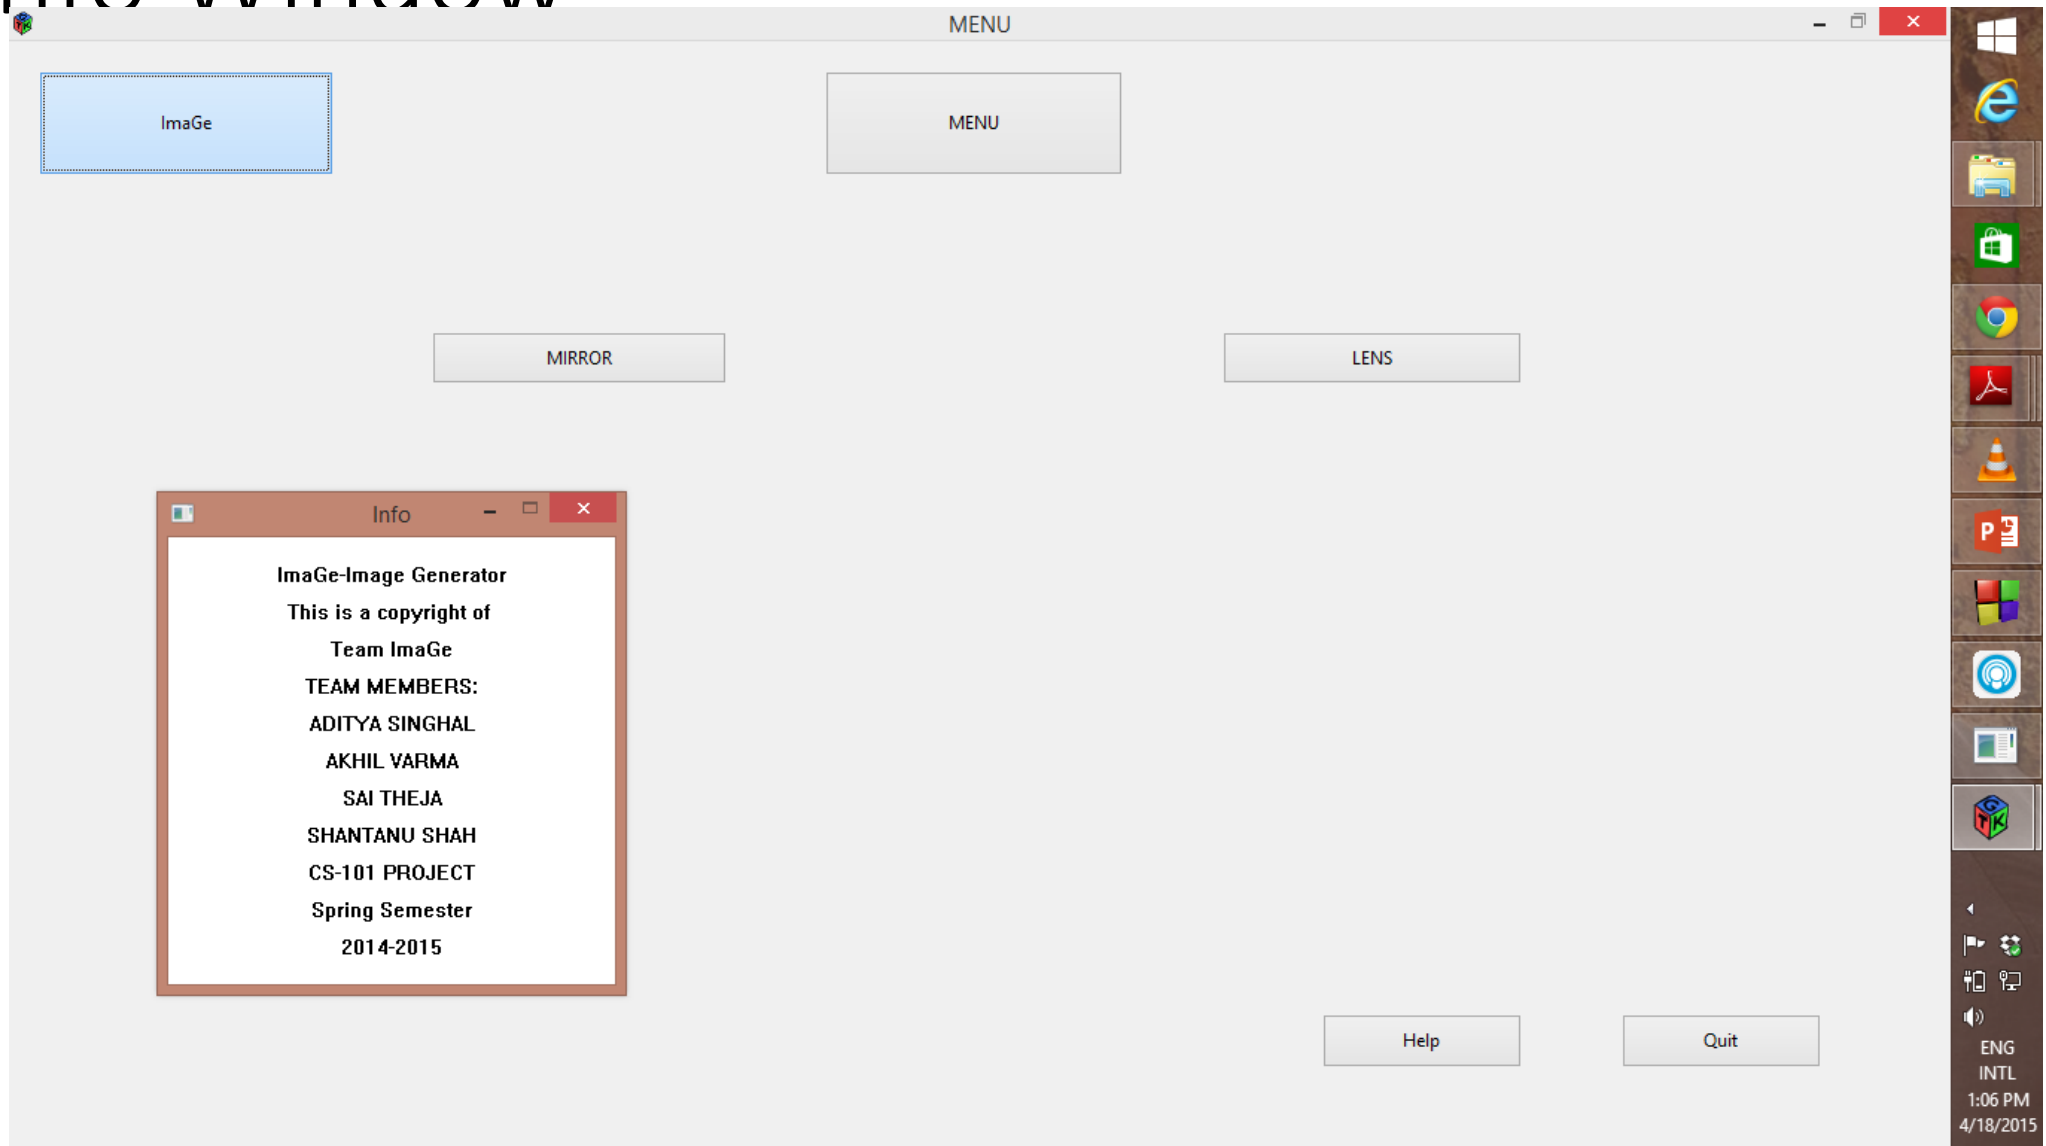 Window
MENU
ImaGe
MENU
MIRROR
LENS
Info
ImaGe-Image Generator
This is a copyright of
Team ImaGe
TEAM MEMBERS:
ADITYA SINGHAL
AKHIL VARMA
SAI THEJA
SHANTANU SHAH
CS-101 PROJECT
Spring Semester
2014-2015
Help
Quit
ENG
INTL
1:06 PM
4/18/2015